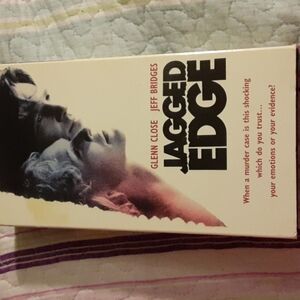 GLENN CLOSE JEFF BRIDGES
JAGGED
EDGE
When a murder case is this shocking
which do you trust...
your emotions or your evidence?